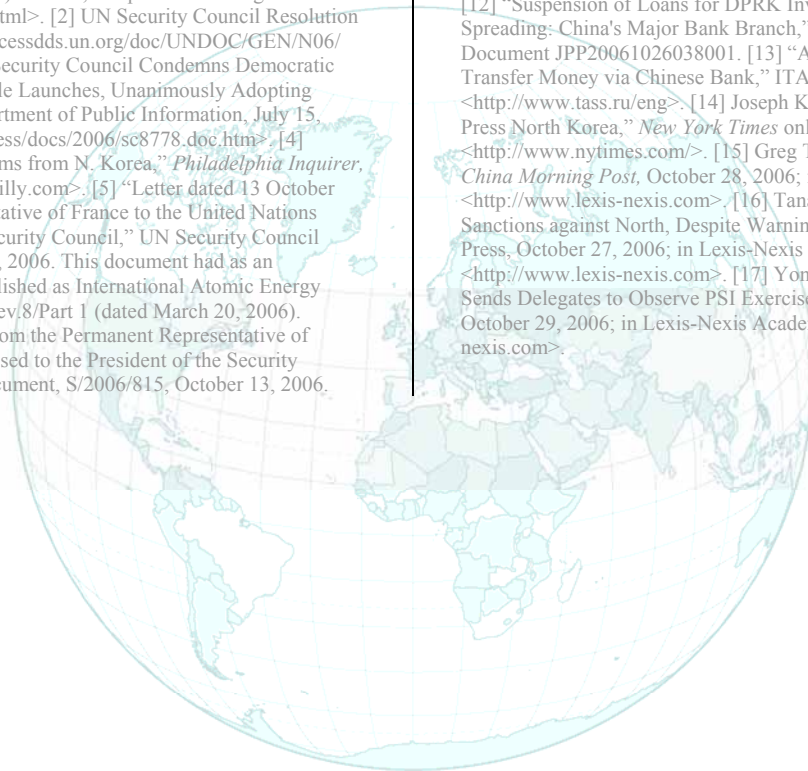 html>. [2] UN Security Council Resolution
cessdds.un.org/doc/UNDOC/GEN/N06/
Security Council Condemns Democratic
le Launches, Unanimously Adopting
rtment of Public Information, July 15,
ess/docs/2006/sc8778.doc.htm>. [4]
ms from N. Korea,” Philadelphia Inquirer,
illy.com>. [5] “Letter dated 13 October
tative of France to the United Nations
curity Council,” UN Security Council
, 2006. This document had as an
lished as International Atomic Energy
ev.8/Part 1 (dated March 20, 2006).
om the Permanent Representative of
sed to the President of the Security
cument, S/2006/815, October 13, 2006.
[12] “Suspension of Loans for DPRK Inv
Spreading: China's Major Bank Branch,”
Document JPP20061026038001. [13] “A
Transfer Money via Chinese Bank,” ITA
<http://www.tass.ru/eng>. [14] Joseph K
Press North Korea,” New York Times onl
<http://www.nytimes.com/>. [15] Greg T
China Morning Post, October 28, 2006;
<http://www.lexis-nexis.com>. [16] Tana
Sanctions against North, Despite Warnin
Press, October 27, 2006; in Lexis-Nexis
<http://www.lexis-nexis.com>. [17] Yon
Sends Delegates to Observe PSI Exercise
October 29, 2006; in Lexis-Nexis Acade
nexis.com>.